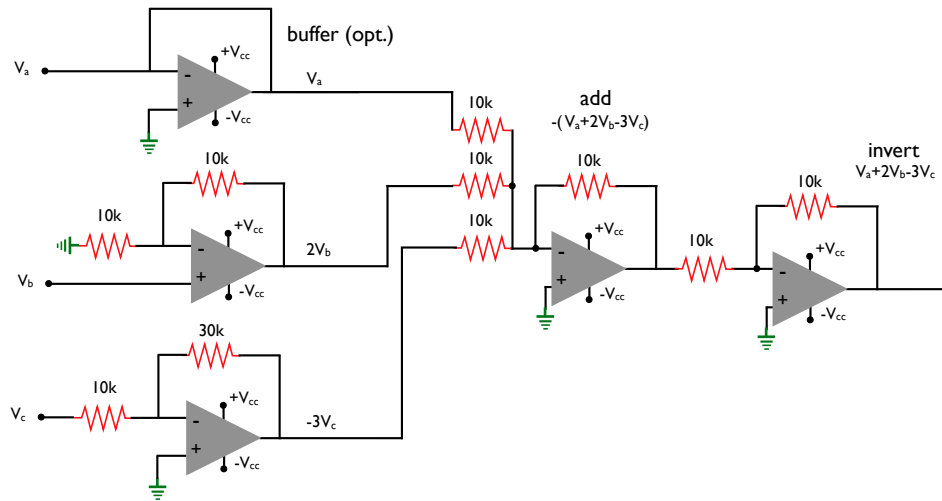 buffer (opt.)
Va
+Vcc
-
+
-Vcc
Va
10k
add
-(Va+2Vb-3Vc)
invert
Va+2Vb-3Vc
10k
10k
10k
10k
10k
+Vcc
-
+
-Vcc
2Vb
Vb
10k
+Vcc
-
+
-Vcc
10k
+Vcc
-
+
-Vcc
30k
10k
Vc
+Vcc
-
+
-Vcc
-3Vc